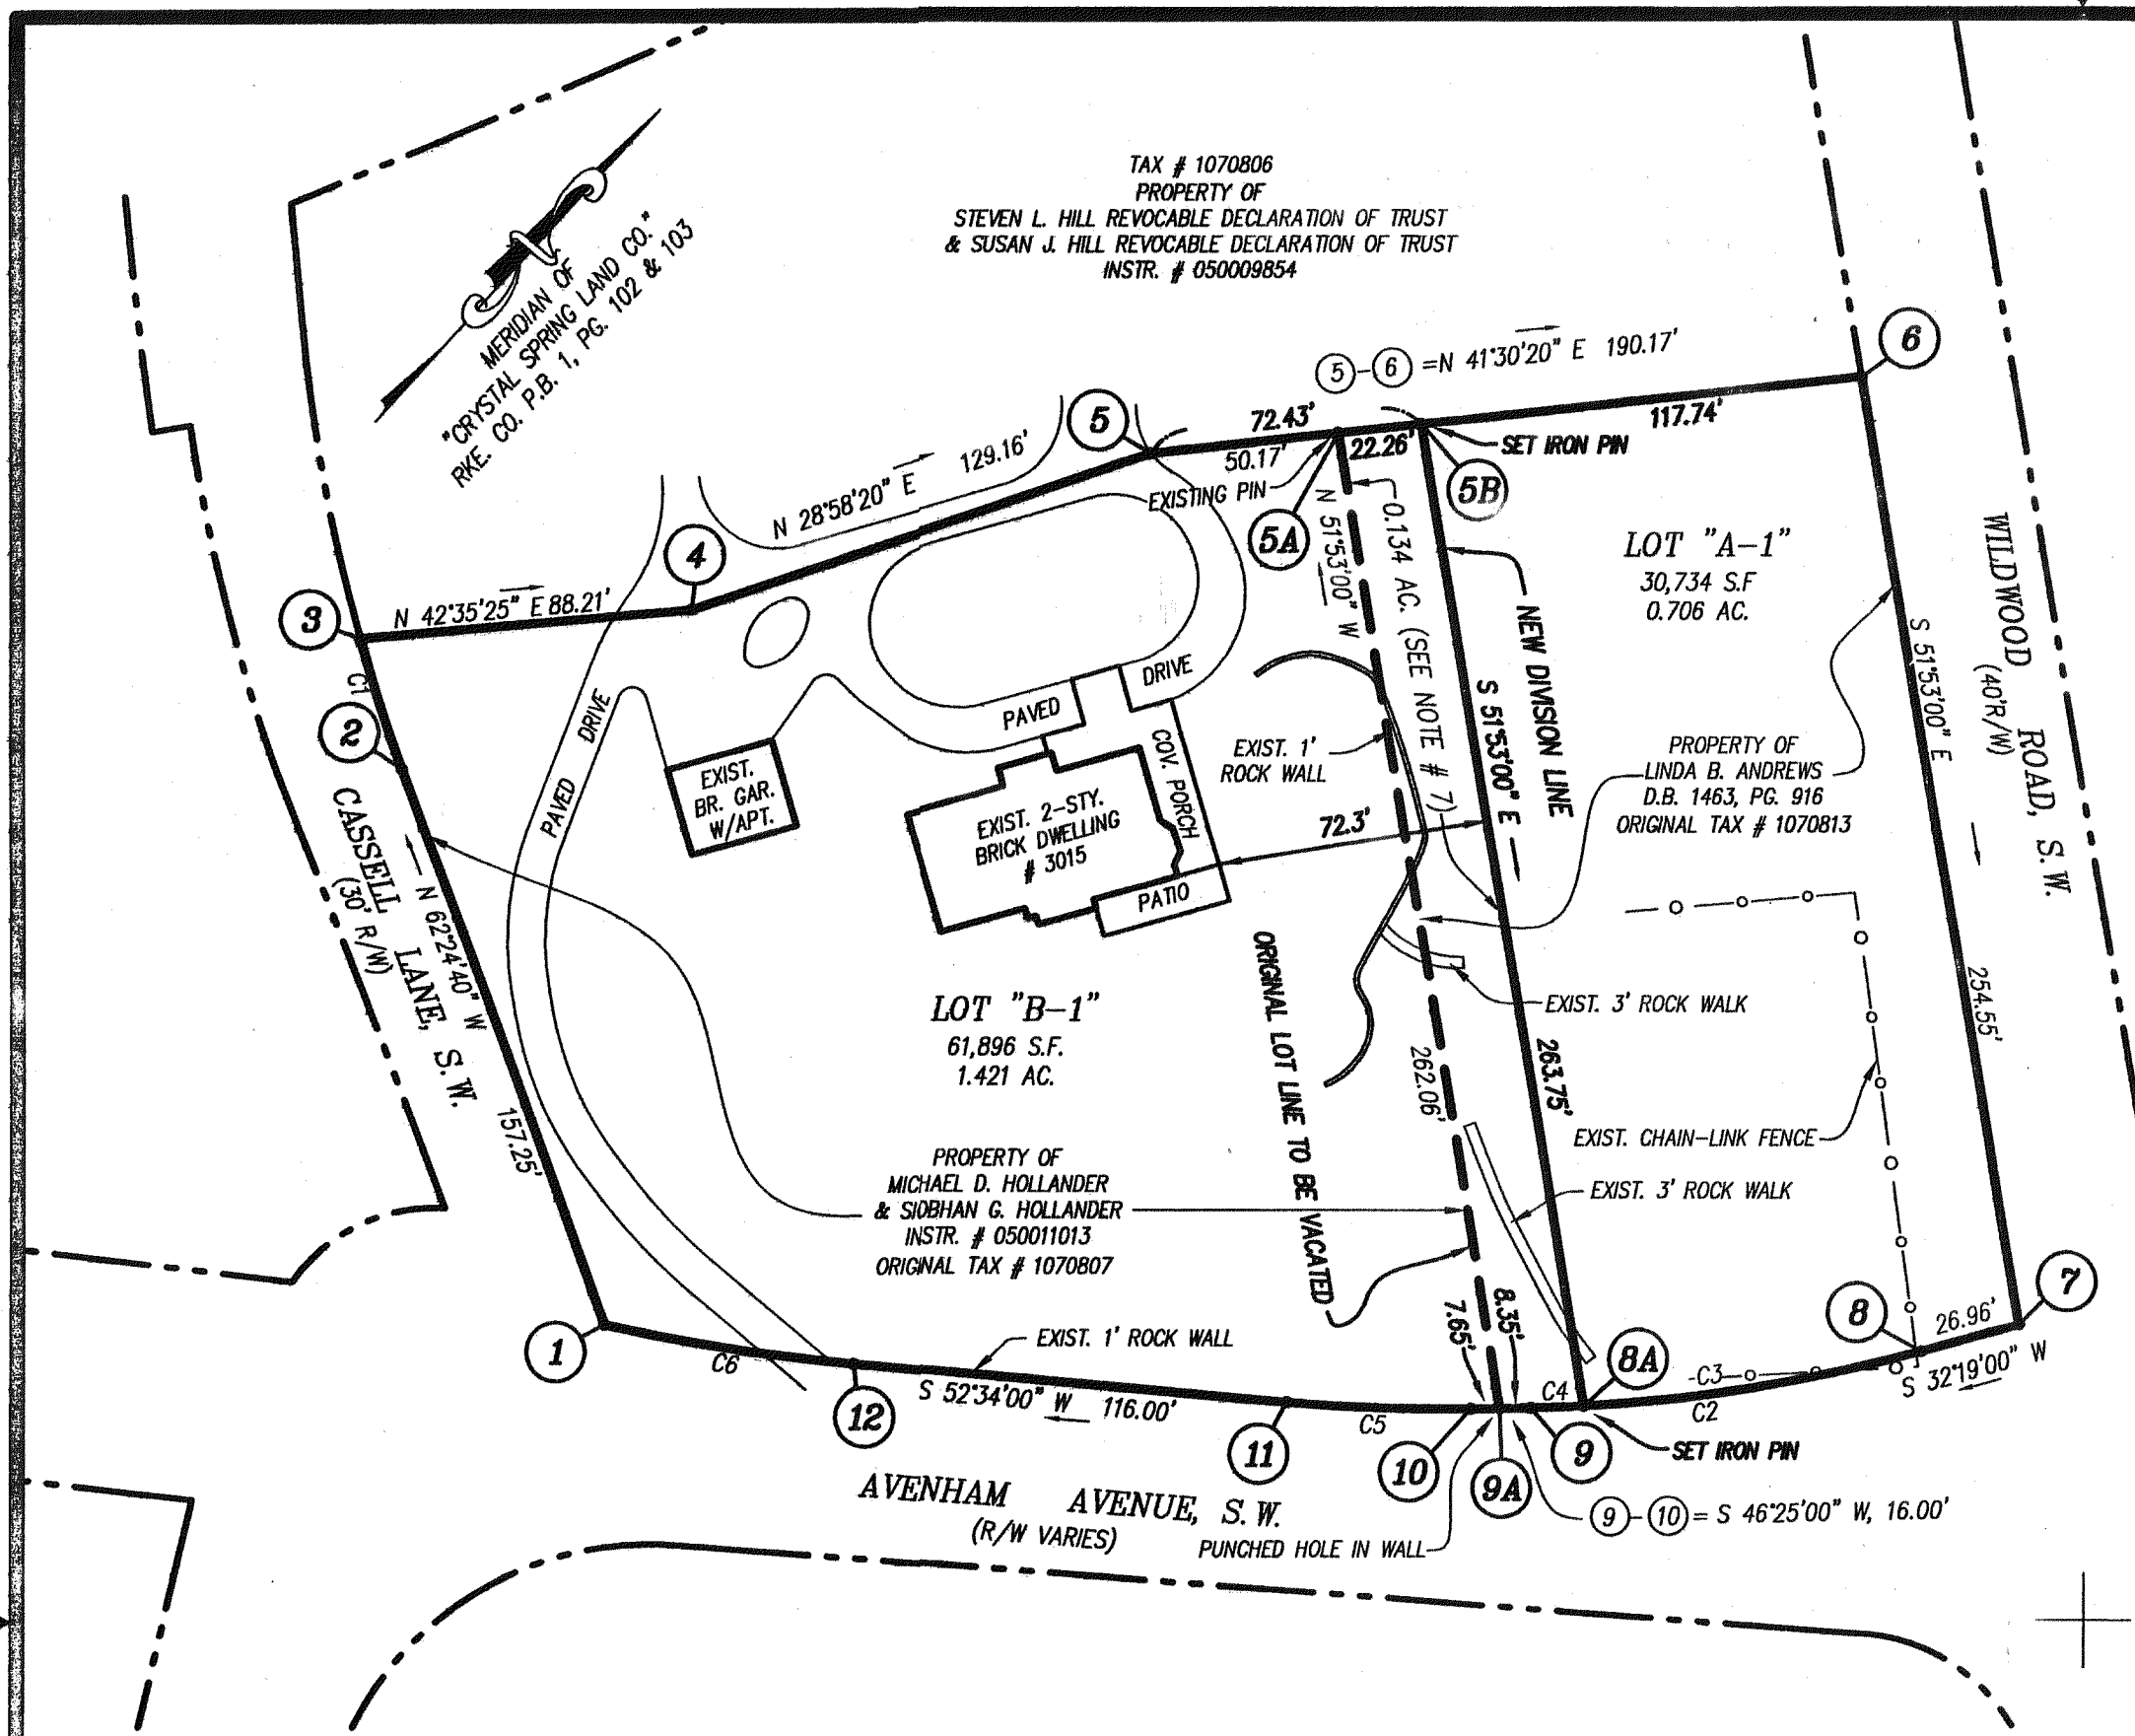 TAX # 1070806
PROPERTY OF
STEVEN L. HILL REVOCABLE DECLARATION OF TRUST
& SUSAN J. HILL REVOCABLE DECLARATION OF TRUST
INSTR. # 050009854
MERIDIAN OF
"CRYSTAL SPRING LAND CO."
RKE. CO. P.B. 1, PG. 102 & 103
5 - 6 = N 41°30'20" E 190.17'
6
5
72.43'
50.17'
22.26'
117.74'
SET IRON PIN
EXISTING PIN
5A
5B
N 28°58'20" E 129.16'
4
3
N 42°35'25" E 88.21'
C1
2
N 51°53'00" W
0.134 AC. (SEE NOTE # 7)
LOT "A-1"
30,734 S.F
0.706 AC.
NEW DIVISION LINE
S 51°53'00" E
S 51°53'00" E
WILDWOOD ROAD, S.W.
(40'R/W)
PAVED DRIVE
PAVED
DRIVE
COV. PORCH
EXIST.
BR. GAR.
W/APT.
EXIST. 2-STY.
BRICK DWELLING
# 3015
PATIO
EXIST. 1'
ROCK WALL
72.3'
PROPERTY OF
LINDA B. ANDREWS
D.B. 1463, PG. 916
ORIGINAL TAX # 1070813
CASSELL LANE, S.W.
(30' R/W)
N 62°24'40" W
157.25'
LOT "B-1"
61,896 S.F.
1.421 AC.
ORIGINAL LOT LINE TO BE VACATED
EXIST. 3' ROCK WALK
262.06'
263.75'
254.55'
EXIST. CHAIN-LINK FENCE
EXIST. 3' ROCK WALK
PROPERTY OF
MICHAEL D. HOLLANDER
& SIOBHAN G. HOLLANDER
INSTR. # 050011013
ORIGINAL TAX # 1070807
7
8
26.96'
S 32°19'00" W
1
C6
EXIST. 1' ROCK WALL
7.65'
8.35'
8A
C3
C4
C2
12
S 52°34'00" W 116.00'
C5
11
10
9A
9
SET IRON PIN
AVENHAM AVENUE, S.W.
(R/W VARIES)
PUNCHED HOLE IN WALL
9 - 10 = S 46°25'00" W, 16.00'